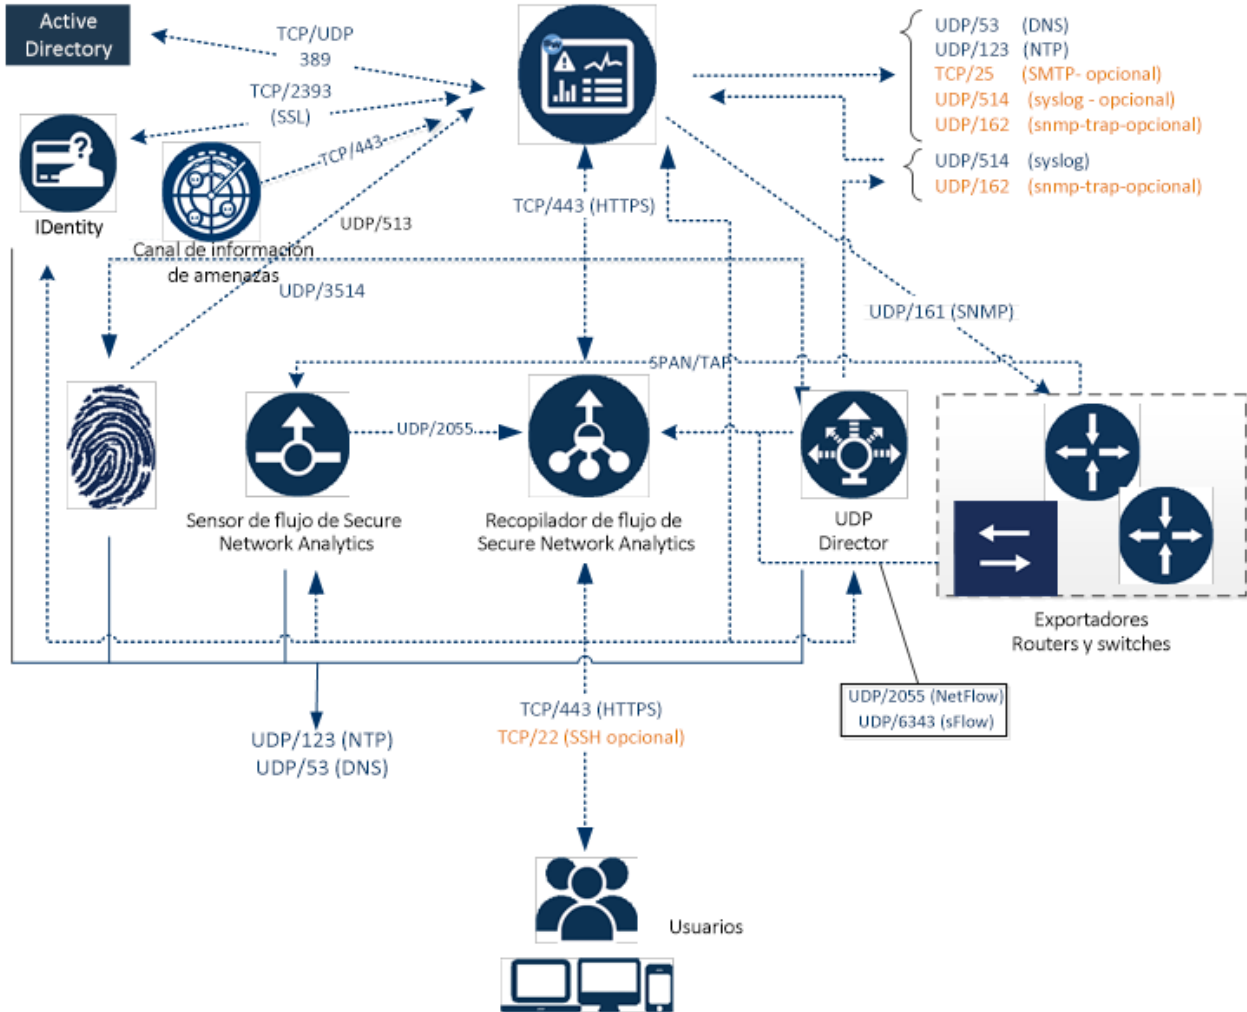 Active
Directory
TCP/UDP
389
TCP/2393
(SSL)
TCP/443
UDP/53 (DNS)
UDP/123 (NTP)
TCP/25 (SMTP- opcional)
UDP/514 (syslog - opcional)
UDP/162 (snmp-trap-opcional)
UDP/514 (syslog)
UDP/162 (snmp-trap-opcional)
IDentity
Canal de información
de amenazas
UDP/513
TCP/443 (HTTPS)
UDP/3514
UDP/161 (SNMP)
SPAN/TAP
UDP/2055
Sensor de flujo de Secure
Network Analytics
Recopilador de flujo de
Secure Network Analytics
UDP
Director
Exportadores
Routers y switches
UDP/2055 (NetFlow)
UDP/6343 (sFlow)
TCP/443 (HTTPS)
TCP/22 (SSH opcional)
UDP/123 (NTP)
UDP/53 (DNS)
Usuarios